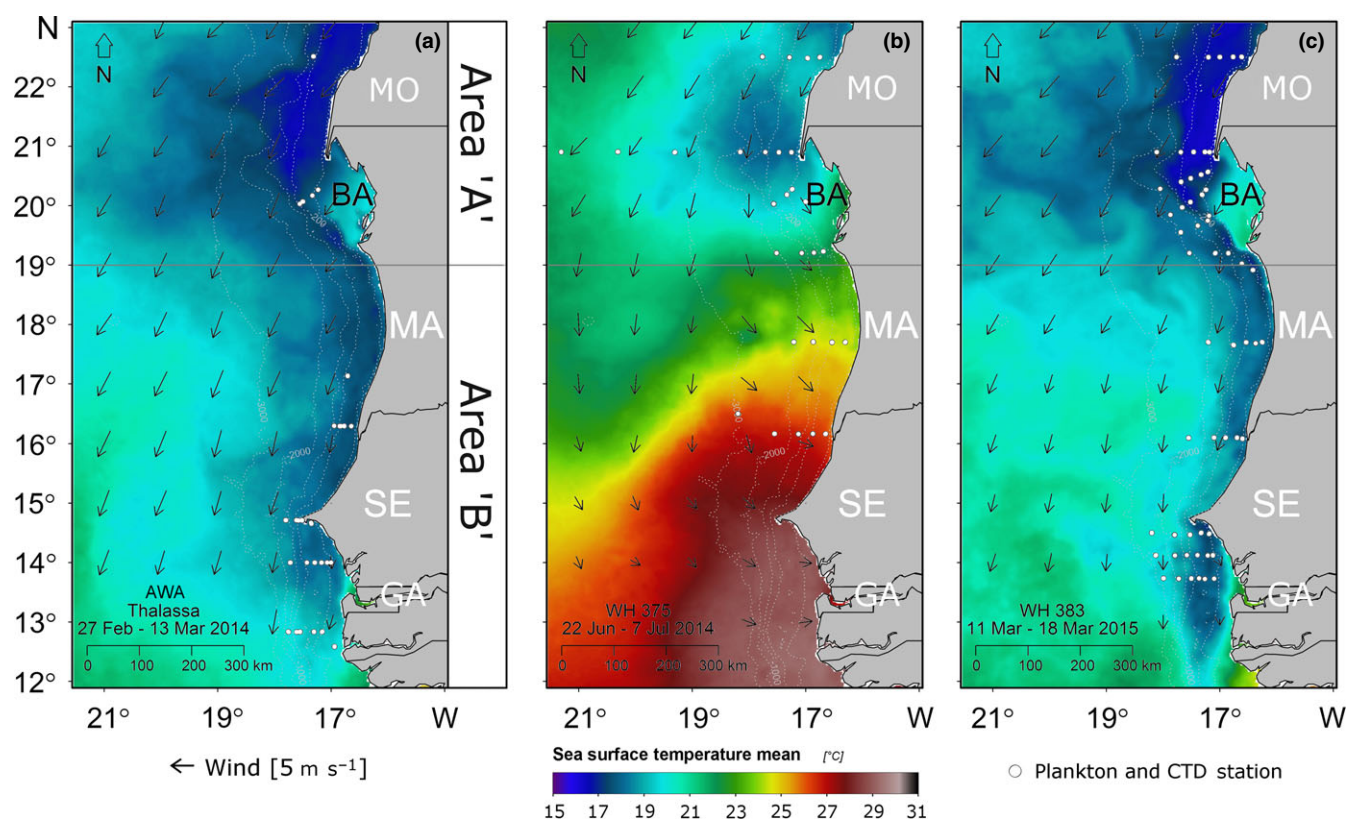 N
22°
21°
20°
19°
18°
17°
16°
15°
14°
13°
12°
N
(a)
MO
BA
MA
SE
GA
-2000
AWA
Thalassa
27 Feb - 13 Mar 2014
0 100 200 300 km
21° 19° 17° W
Area 'A'
Area 'B'
N
(b)
MO
BA
MA
SE
GA
-2000
WH 375
22 Jun - 7 Jul 2014
0 100 200 300 km
21° 19° 17° W
N
(c)
MO
BA
MA
SE
GA
-2000
WH 383
11 Mar - 18 Mar 2015
0 100 200 300 km
21° 19° 17° W
Wind [5 m s⁻¹]
Sea surface temperature mean [°C]
15 17 19 21 23 25 27 29 31
Plankton and CTD station